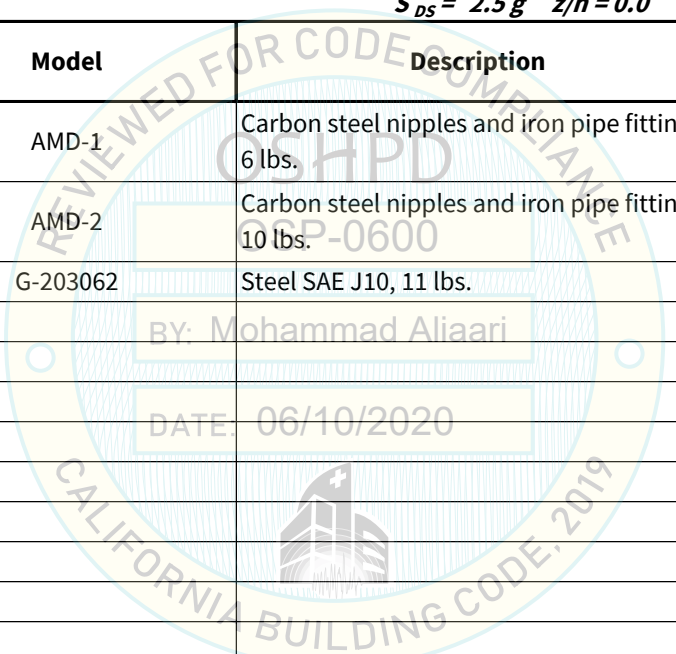 S DS = 2.5 g z/h = 0.0
Model Description
AMD-1 Carbon steel nipples and iron pipe fittin
6 lbs.
AMD-2 Carbon steel nipples and iron pipe fittin
10 lbs.
G-203062 Steel SAE J10, 11 lbs.
REVIEWED FOR CODE COMPLIANCE
OSHPD
OSP-0600
BY: Mohammad Aliaari
DATE: 06/10/2020
CALIFORNIA BUILDING CODE, 2019